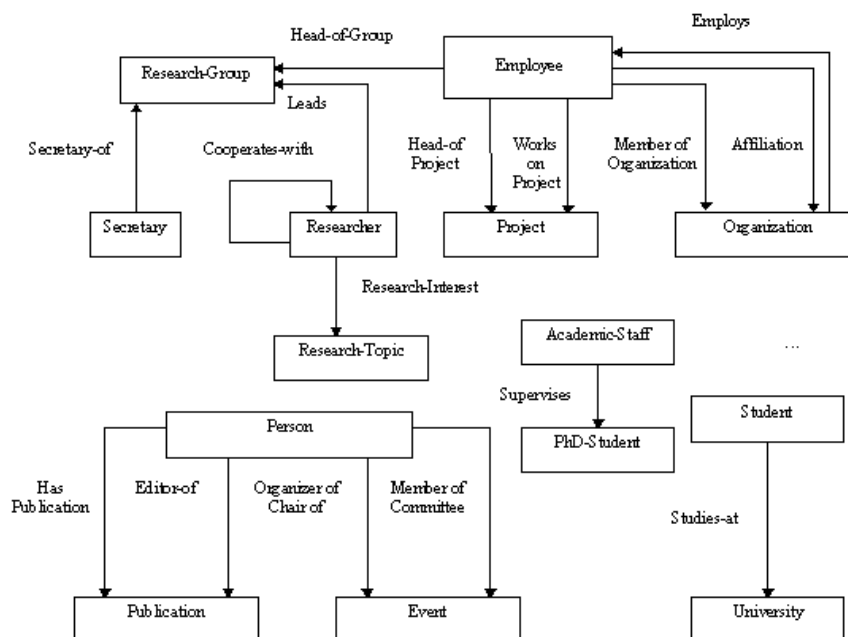 Employs
Head-of-Group
Employee
Research-Group
Leads
Secretary-of
Cooperates-with
Head-of
Project
Works
on
Project
Member of
Organization
Affiliation
Secretary
Researcher
Project
Organization
Research-Interest
Research-Topic
Academic-Staff
...
Supervises
PhD-Student
Student
Person
Has
Publication
Editor-of
Organizer of
Chair of
Member of
Committee
Studies-at
Publication
Event
University